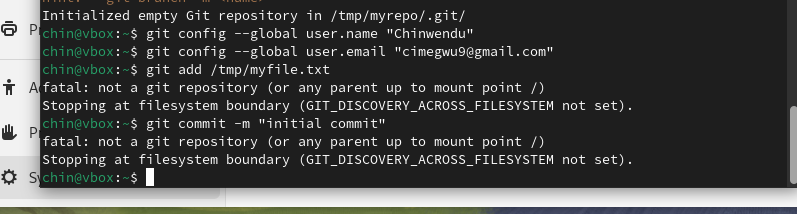 Initialized empty Git repository in /tmp/myrepo/.git/
chin@vbox:~$ git config --global user.name "Chinwendu"
chin@vbox:~$ git config --global user.email "cimegwu9@gmail.com"
chin@vbox:~$ git add /tmp/myfile.txt
fatal: not a git repository (or any parent up to mount point /)
Stopping at filesystem boundary (GIT_DISCOVERY_ACROSS_FILESYSTEM not set).
chin@vbox:~$ git commit -m "initial commit"
fatal: not a git repository (or any parent up to mount point /)
Stopping at filesystem boundary (GIT_DISCOVERY_ACROSS_FILESYSTEM not set).
chin@vbox:~$